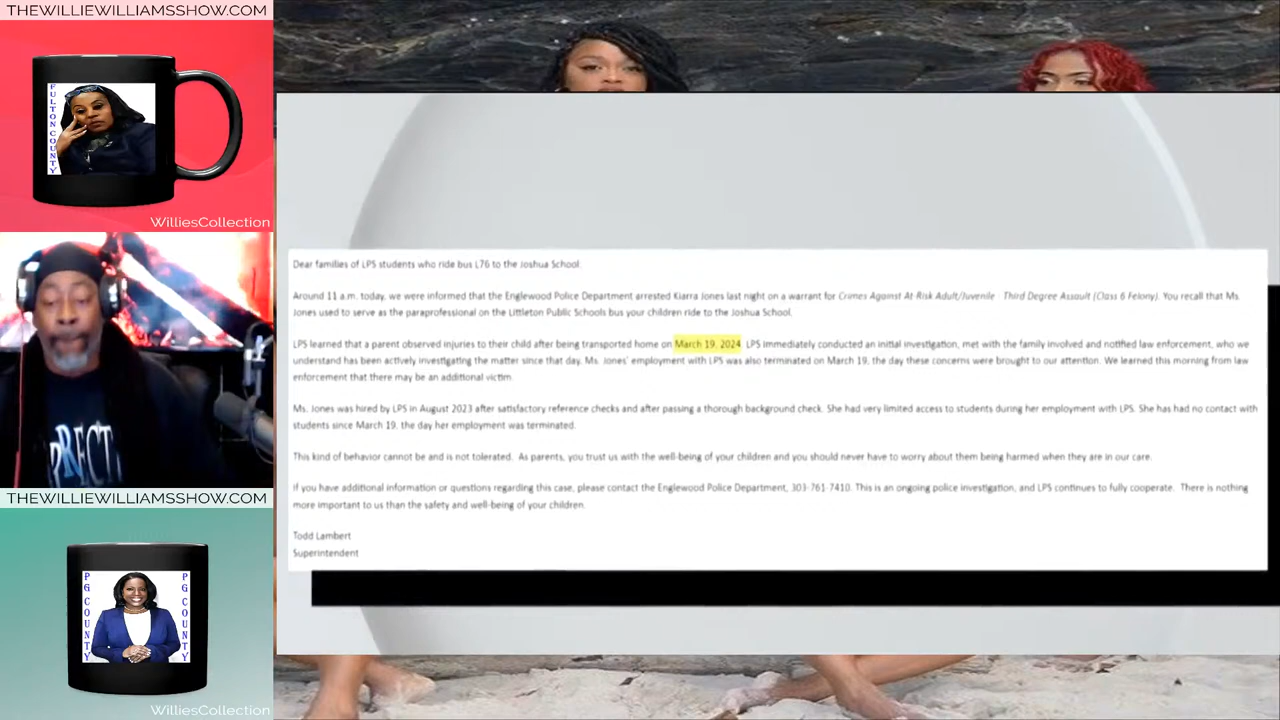 THEWILLIEWILLIAMSSHOW.COM
FULTON COUNTY
WilliesCollection
THEWILLIEWILLIAMSSHOW.COM
PG COUNTY
PG COUNTY
WilliesCollection
Dear families of LPS students who ride bus L76 to the Joshua School.
Around 11 a.m. today, we were informed that the Englewood Police Department arrested Kiarra Jones last night on a warrant for Crimes Against At-Risk Adult/Juvenile - Third Degree Assault (Class 6 Felony). You recall that Ms.
Jones used to serve as the paraprofessional on the Littleton Public Schools bus your children ride to the Joshua School.
LPS learned that a parent observed injuries to their child after being transported home on March 19, 2024. LPS immediately conducted an initial investigation, met with the family involved and notified law enforcement, who we
understand has been actively investigating the matter since that day. Ms. Jones' employment with LPS was also terminated on March 19, the day these concerns were brought to our attention. We learned this morning from law
enforcement that there may be an additional victim.
Ms. Jones was hired by LPS in August 2023 after satisfactory reference checks and after passing a thorough background check. She had very limited access to students during her employment with LPS. She has had no contact with
students since March 19, the day her employment was terminated.
This kind of behavior cannot be and is not tolerated. As parents, you trust us with the well-being of your children and you should never have to worry about them being harmed when they are in our care.
If you have additional information or questions regarding this case, please contact the Englewood Police Department, 303-761-7410. This is an ongoing police investigation, and LPS continues to fully cooperate. There is nothing
more important to us than the safety and well-being of your children.
Todd Lambert
Superintendent